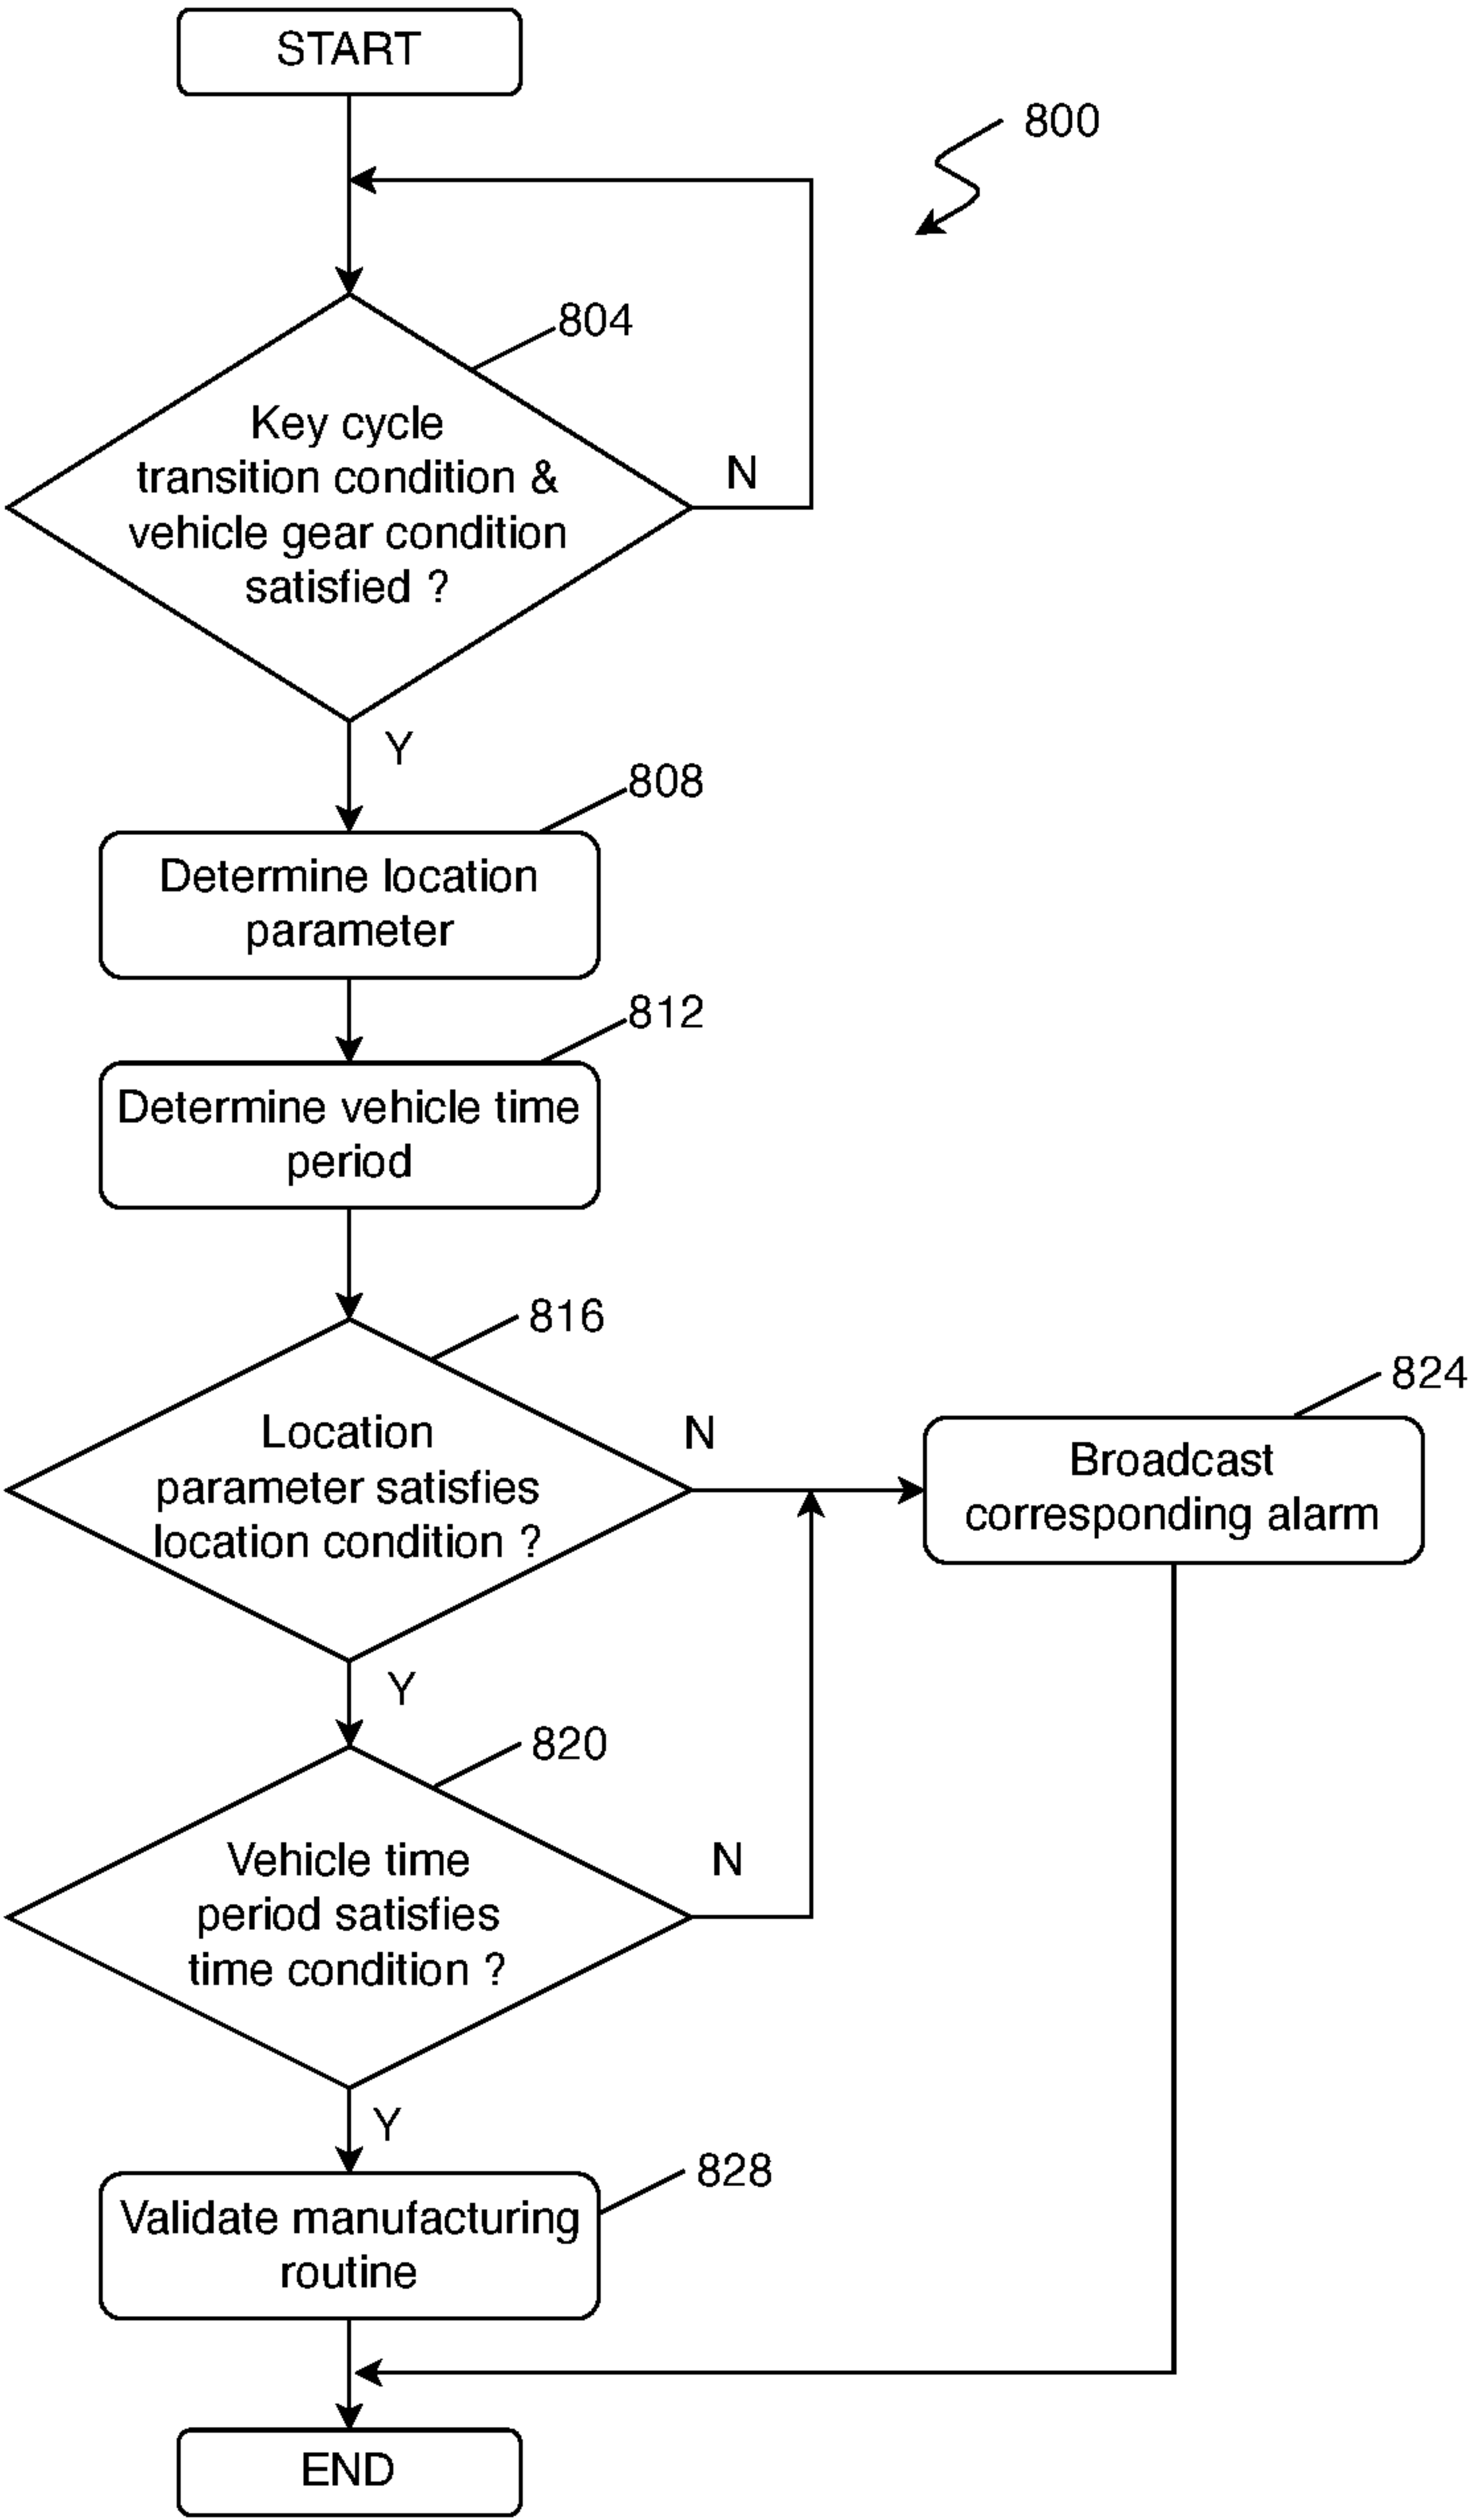 START
800
804
Key cycle
transition condition &
vehicle gear condition
satisfied ?
N
Y
808
Determine location
parameter
812
Determine vehicle time
period
816
Location
parameter satisfies
location condition ?
N
824
Broadcast
corresponding alarm
Y
820
Vehicle time
period satisfies
time condition ?
N
Y
828
Validate manufacturing
routine
END